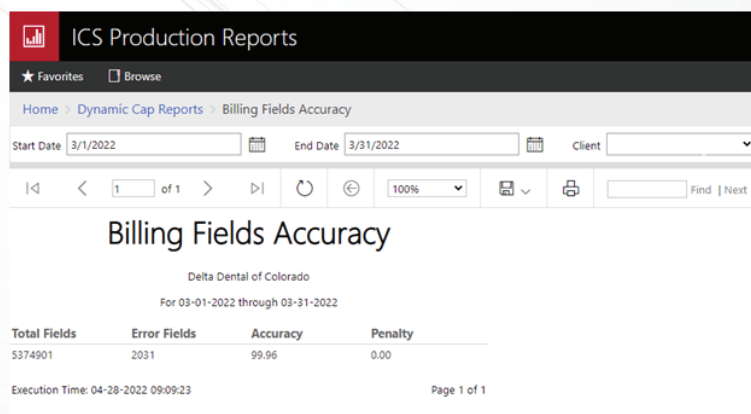 ICS Production Reports
Favorites Browse
Home > Dynamic Cap Reports > Billing Fields Accuracy
Start Date 3/1/2022 End Date 3/31/2022 Client
1 of 1 100% Find | Next
Billing Fields Accuracy
Delta Dental of Colorado
For 03-01-2022 through 03-31-2022
Total Fields Error Fields Accuracy Penalty
5374901 2031 99.96 0.00
Execution Time: 04-28-2022 09:09:23 Page 1 of 1